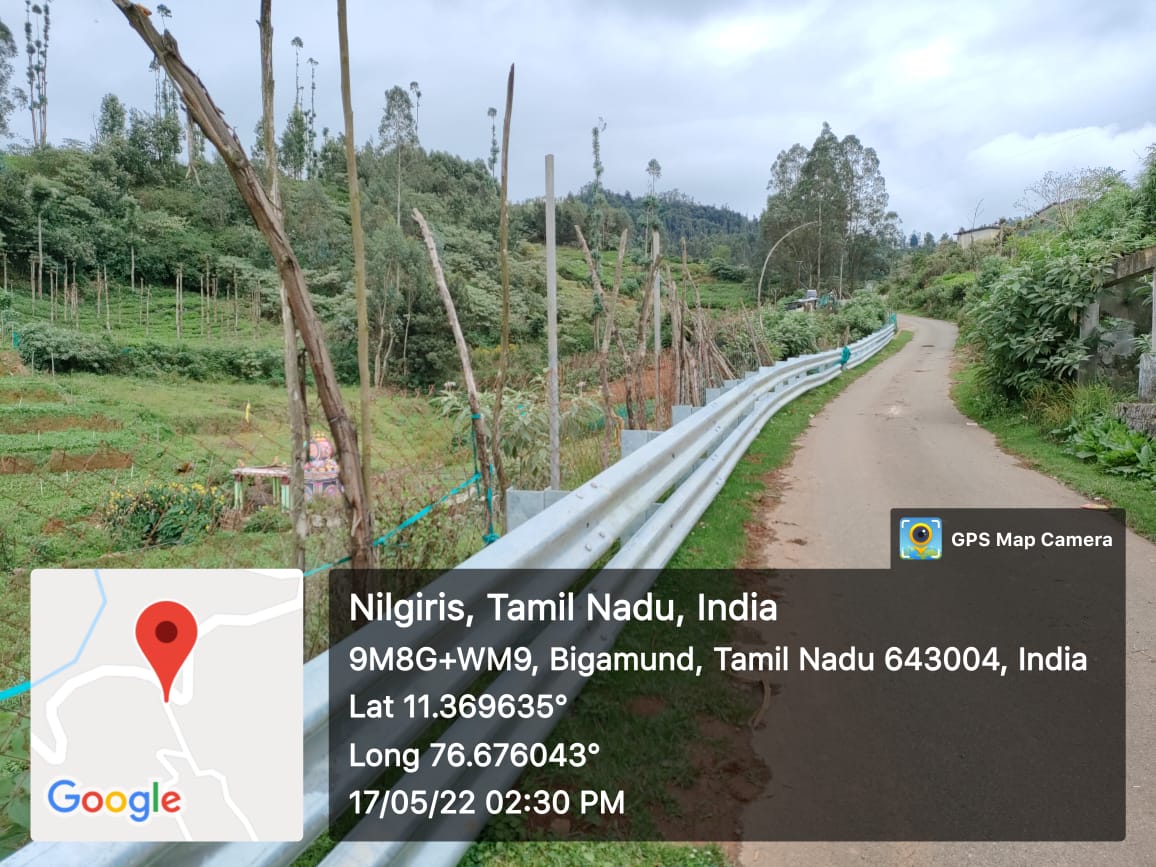 GPS Map Camera
Nilgiris, Tamil Nadu, India
9M8G+WM9, Bigamund, Tamil Nadu 643004, India
Lat 11.369635°
Long 76.676043°
17/05/22 02:30 PM
Google